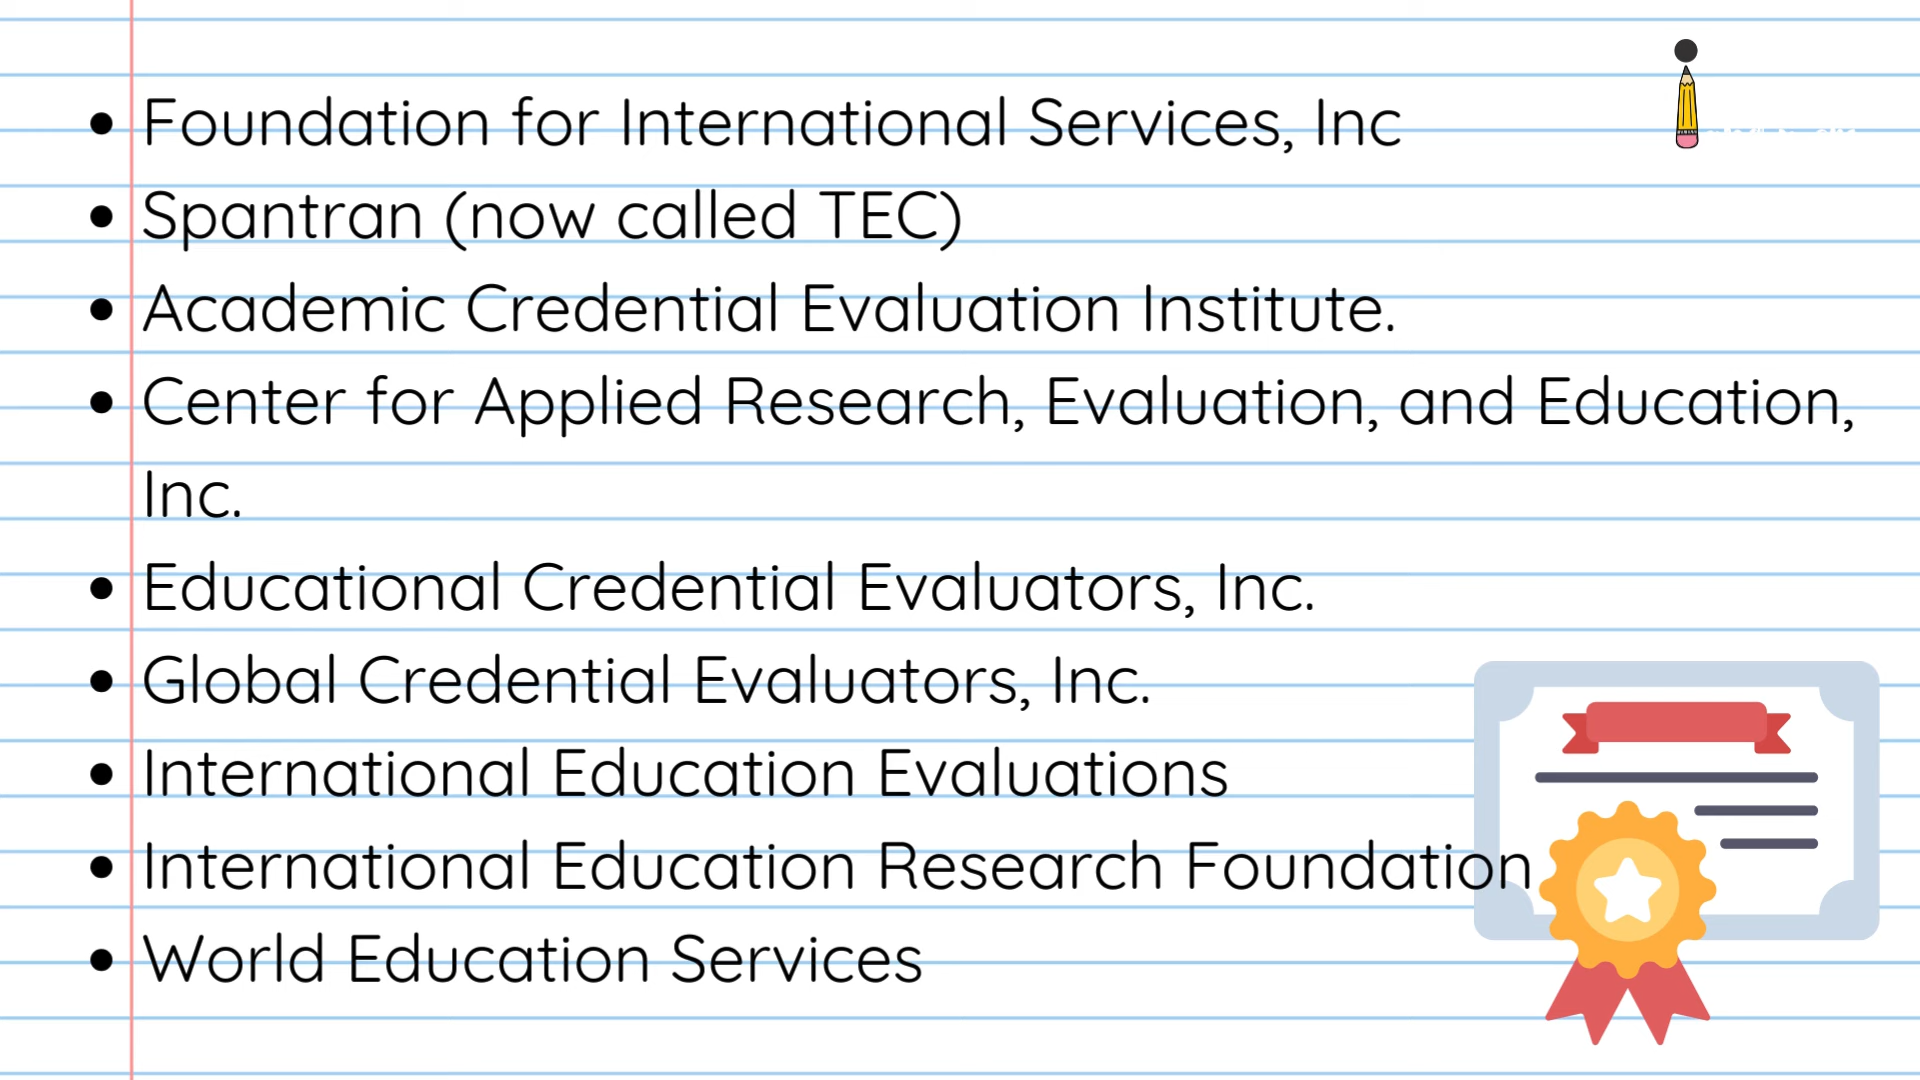 • Foundation for International Services, Inc
• Spantran (now called TEC)
• Academic Credential Evaluation Institute.
• Center for Applied Research, Evaluation, and Education,
Inc.
• Educational Credential Evaluators, Inc.
• Global Credential Evaluators, Inc.
• International Education Evaluations
• International Education Research Foundation
• World Education Services